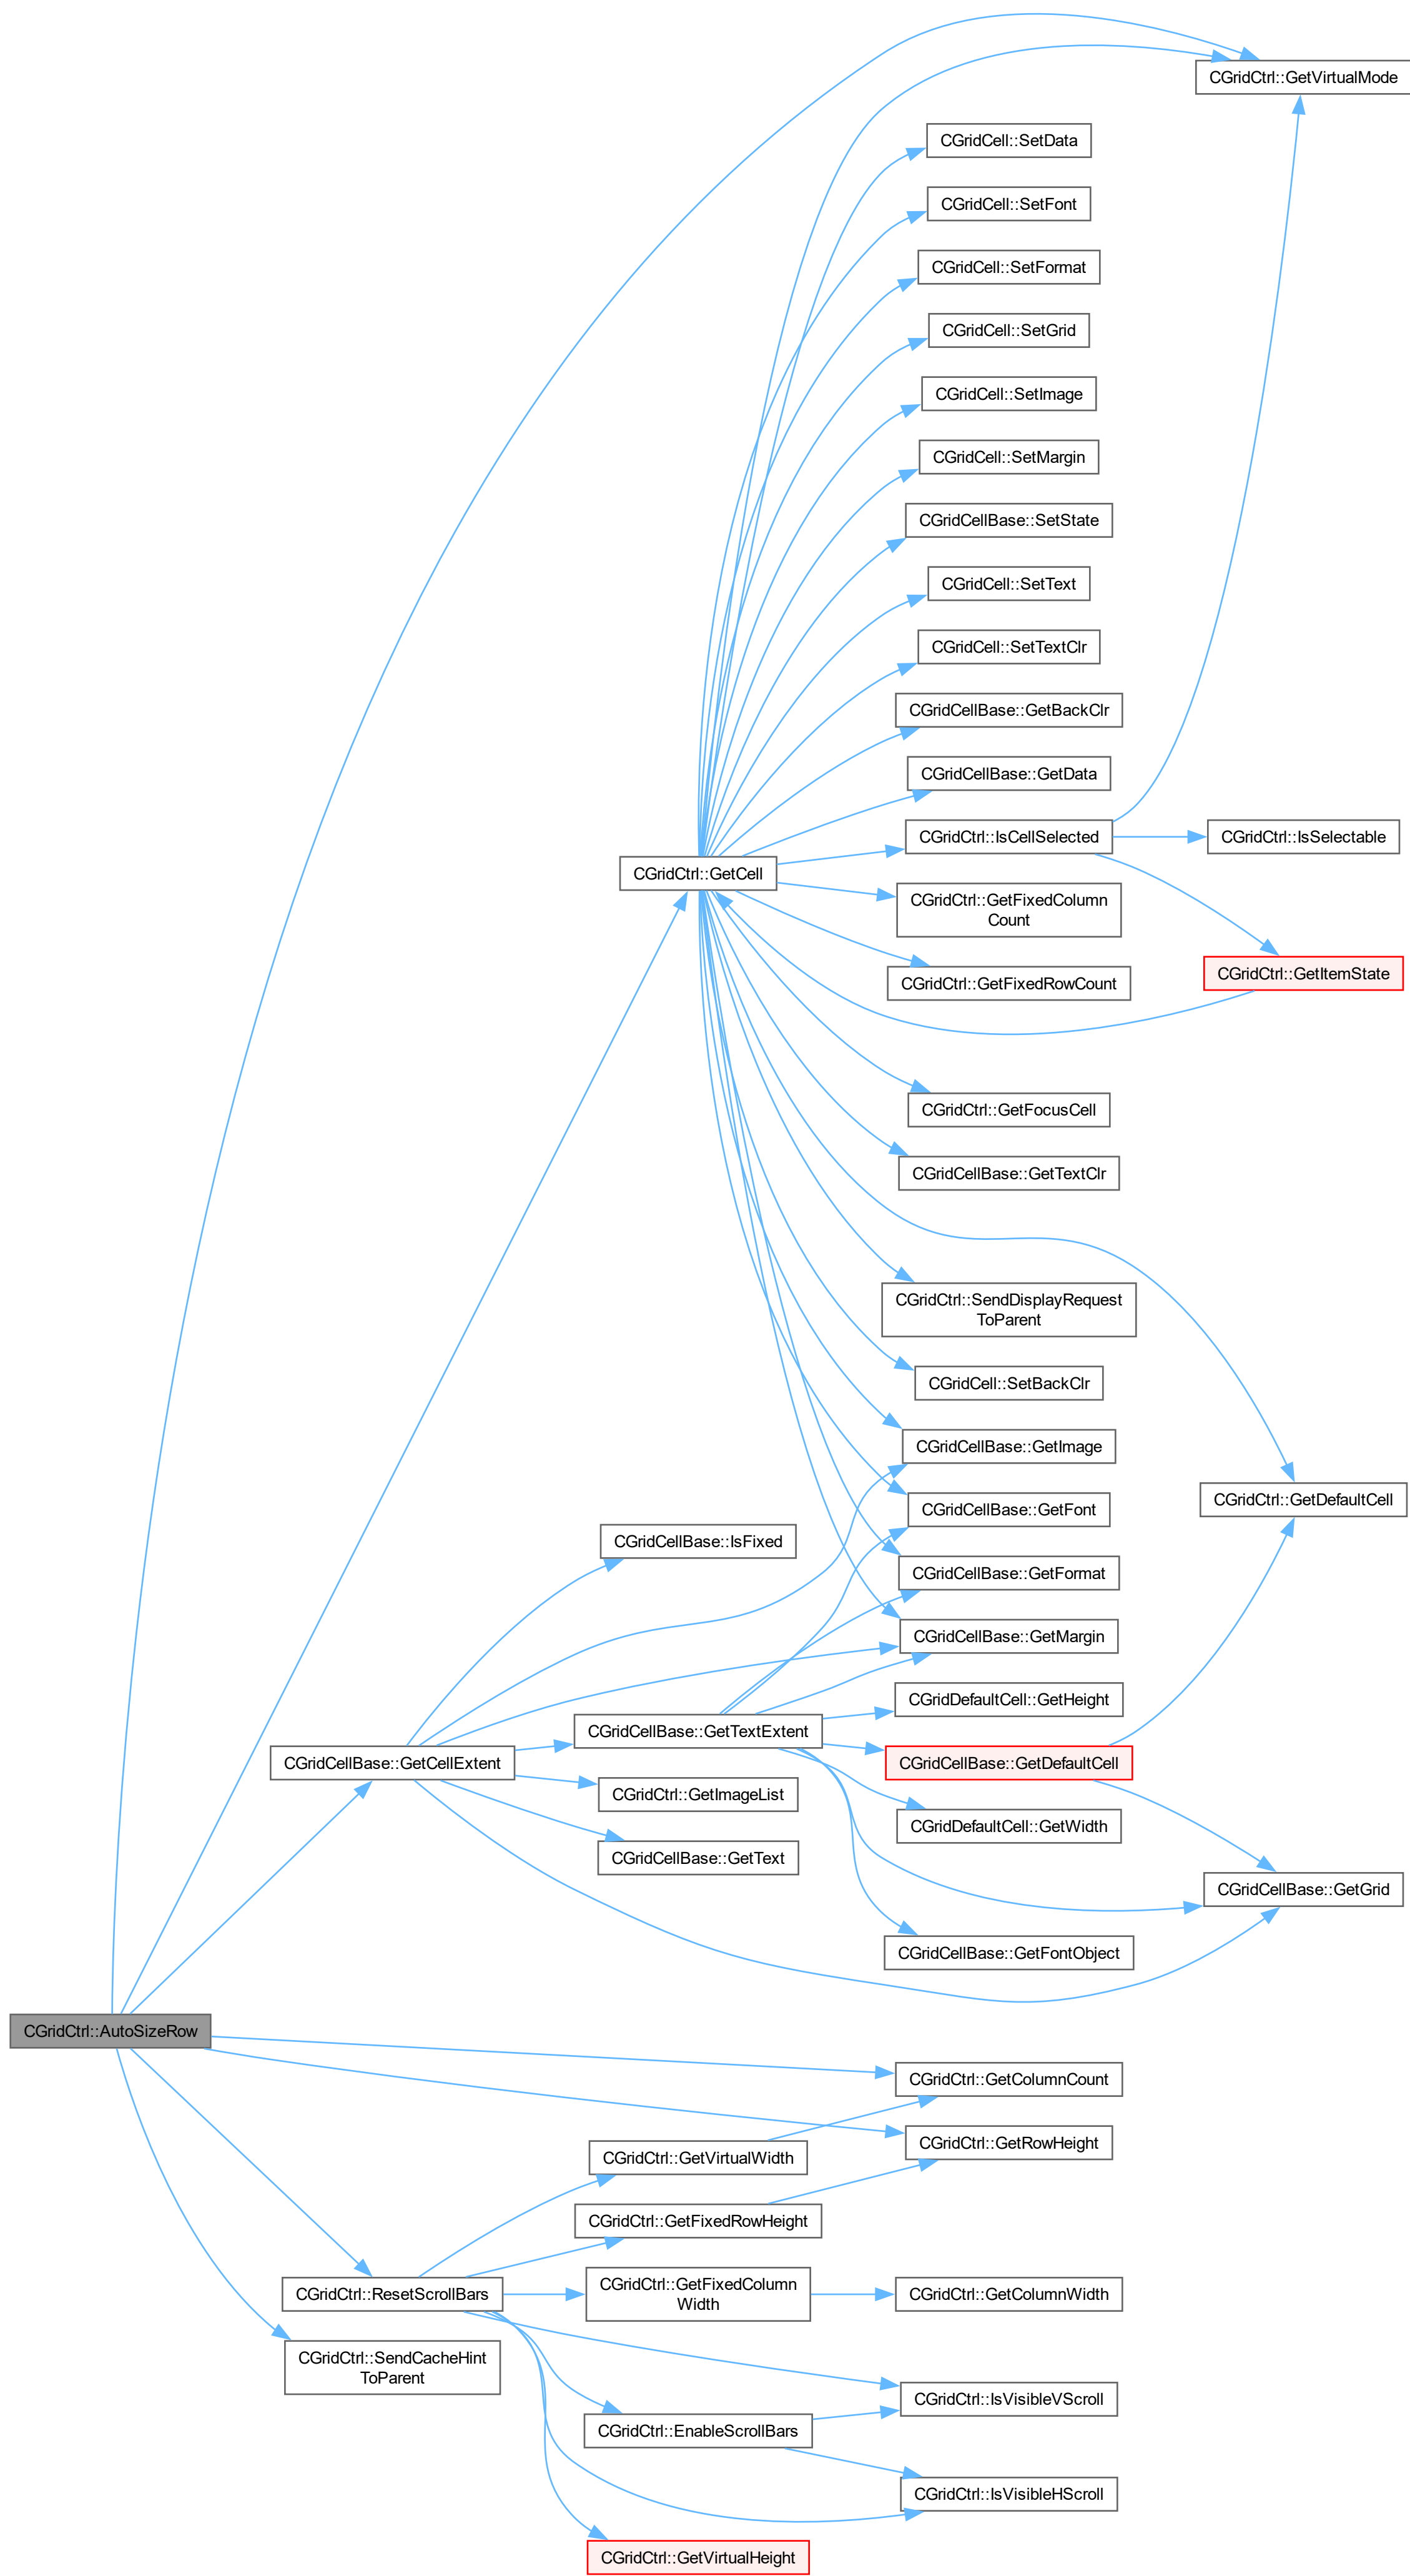 CGridCtrl::GetVirtualMode
CGridCell::SetData
CGridCell::SetFont
CGridCell::SetFormat
CGridCell::SetGrid
CGridCell::SetImage
CGridCell::SetMargin
CGridCellBase::SetState
CGridCell::SetText
CGridCell::SetTextClr
CGridCellBase::GetBackClr
CGridCellBase::GetData
CGridCtrl::IsCellSelected
CGridCtrl::IsSelectable
CGridCtrl::GetCell
CGridCtrl::GetFixedColumn
Count
CGridCtrl::GetItemState
CGridCtrl::GetFixedRowCount
CGridCtrl::GetFocusCell
CGridCellBase::GetTextClr
CGridCtrl::SendDisplayRequest
ToParent
CGridCell::SetBackClr
CGridCellBase::GetImage
CGridCtrl::GetDefaultCell
CGridCellBase::GetFont
CGridCellBase::IsFixed
CGridCellBase::GetFormat
CGridCellBase::GetMargin
CGridDefaultCell::GetHeight
CGridCellBase::GetTextExtent
CGridCellBase::GetCellExtent
CGridCellBase::GetDefaultCell
CGridCtrl::GetImageList
CGridDefaultCell::GetWidth
CGridCellBase::GetText
CGridCellBase::GetGrid
CGridCellBase::GetFontObject
CGridCtrl::AutoSizeRow
CGridCtrl::GetColumnCount
CGridCtrl::GetRowHeight
CGridCtrl::GetVirtualWidth
CGridCtrl::GetFixedRowHeight
CGridCtrl::ResetScrollBars
CGridCtrl::GetFixedColumn
Width
CGridCtrl::GetColumnWidth
CGridCtrl::SendCacheHint
ToParent
CGridCtrl::IsVisibleVScroll
CGridCtrl::EnableScrollBars
CGridCtrl::IsVisibleHScroll
CGridCtrl::GetVirtualHeight